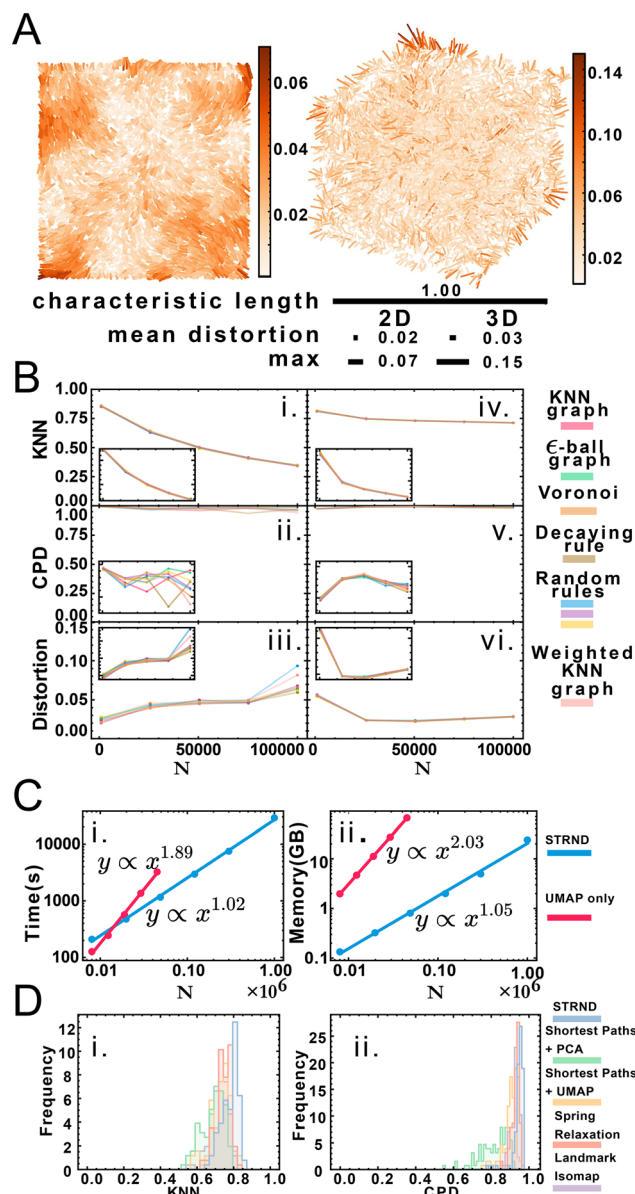 A
0.06
0.04
0.02
0.14
0.10
0.06
0.02
characteristic length
1.00
2D 3D
mean distortion 0.02 0.03
max 0.07 0.15
B
1.00
0.75
0.50
0.25
0.00
KNN
i.
iv.
1.00
0.75
0.50
0.25
0.00
CPD
ii.
v.
0.15
0.10
0.05
0.00
Distortion
iii.
vi.
0 50000 100000
0 50000 100000
N
N
KNN
graph
ϵ-ball
graph
Voronoi
Decaying
rule
Random
rules
Weighted
KNN
graph
C
i.
10000
1000
100
Time(s)
y ∝ x^1.89
y ∝ x^1.02
0.01 0.10 1.00
N ×10^6
ii.
10
1
0.1
Memory(GB)
y ∝ x^2.03
y ∝ x^1.05
0.01 0.10 1.00
N ×10^6
STRND
UMAP only
D
i.
12
10
8
6
4
2
0
Frequency
0.0 0.2 0.4 0.6 0.8 1.0
KNN
ii.
25
20
15
10
5
0
Frequency
0.0 0.2 0.4 0.6 0.8 1.0
CPD
STRND
Shortest Paths
+ PCA
Shortest Paths
+ UMAP
Spring
Relaxation
Landmark
Isomap